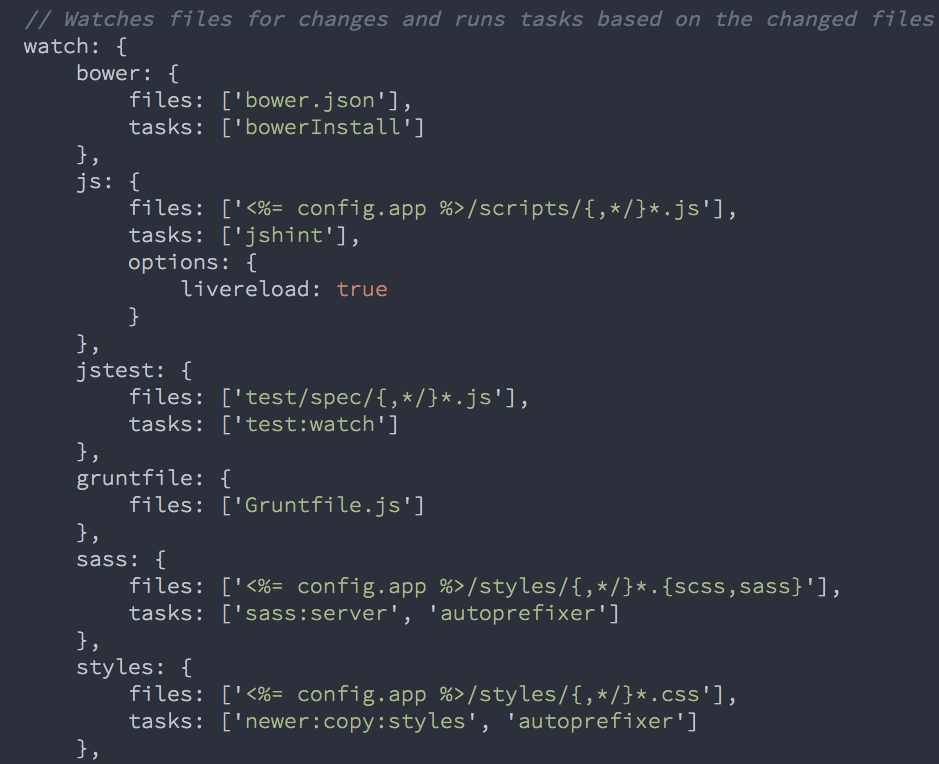 // Watches files for changes and runs tasks based on the changed files
watch: {
    bower: {
        files: ['bower.json'],
        tasks: ['bowerInstall']
    },
    js: {
        files: ['<%= config.app %>/scripts/{,*/}*.js'],
        tasks: ['jshint'],
        options: {
            livereload: true
        }
    },
    jstest: {
        files: ['test/spec/{,*/}*.js'],
        tasks: ['test:watch']
    },
    gruntfile: {
        files: ['Gruntfile.js']
    },
    sass: {
        files: ['<%= config.app %>/styles/{,*/}*.{scss,sass}'],
        tasks: ['sass:server', 'autoprefixer']
    },
    styles: {
        files: ['<%= config.app %>/styles/{,*/}*.css'],
        tasks: ['newer:copy:styles', 'autoprefixer']
    },